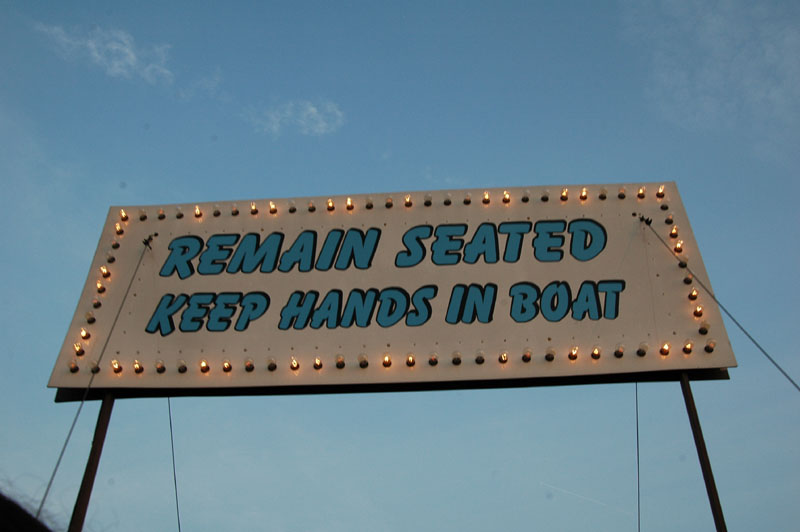 REMAIN SEATED
KEEP HANDS IN BOAT